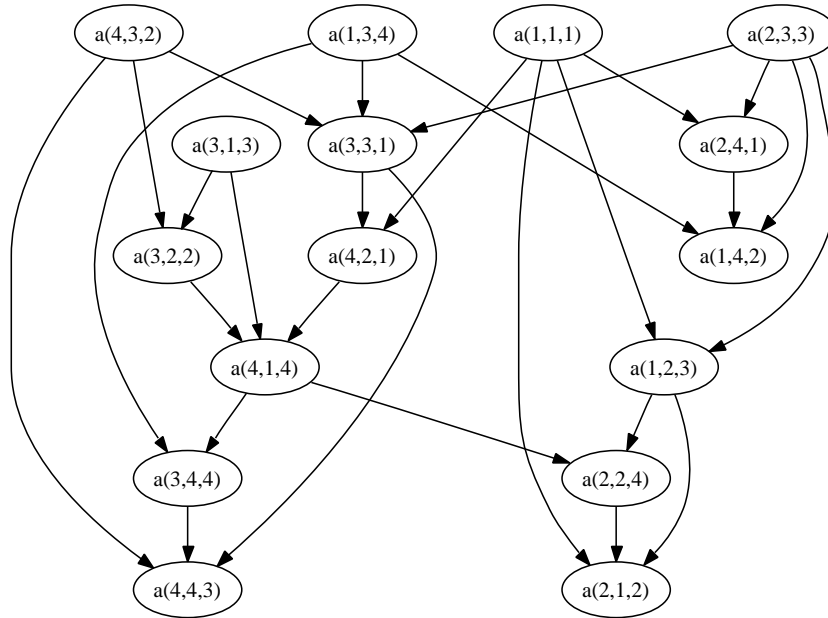 a(4,3,2)
a(1,3,4)
a(1,1,1)
a(2,3,3)
a(3,1,3)
a(3,3,1)
a(2,4,1)
a(3,2,2)
a(4,2,1)
a(1,4,2)
a(4,1,4)
a(1,2,3)
a(3,4,4)
a(2,2,4)
a(4,4,3)
a(2,1,2)